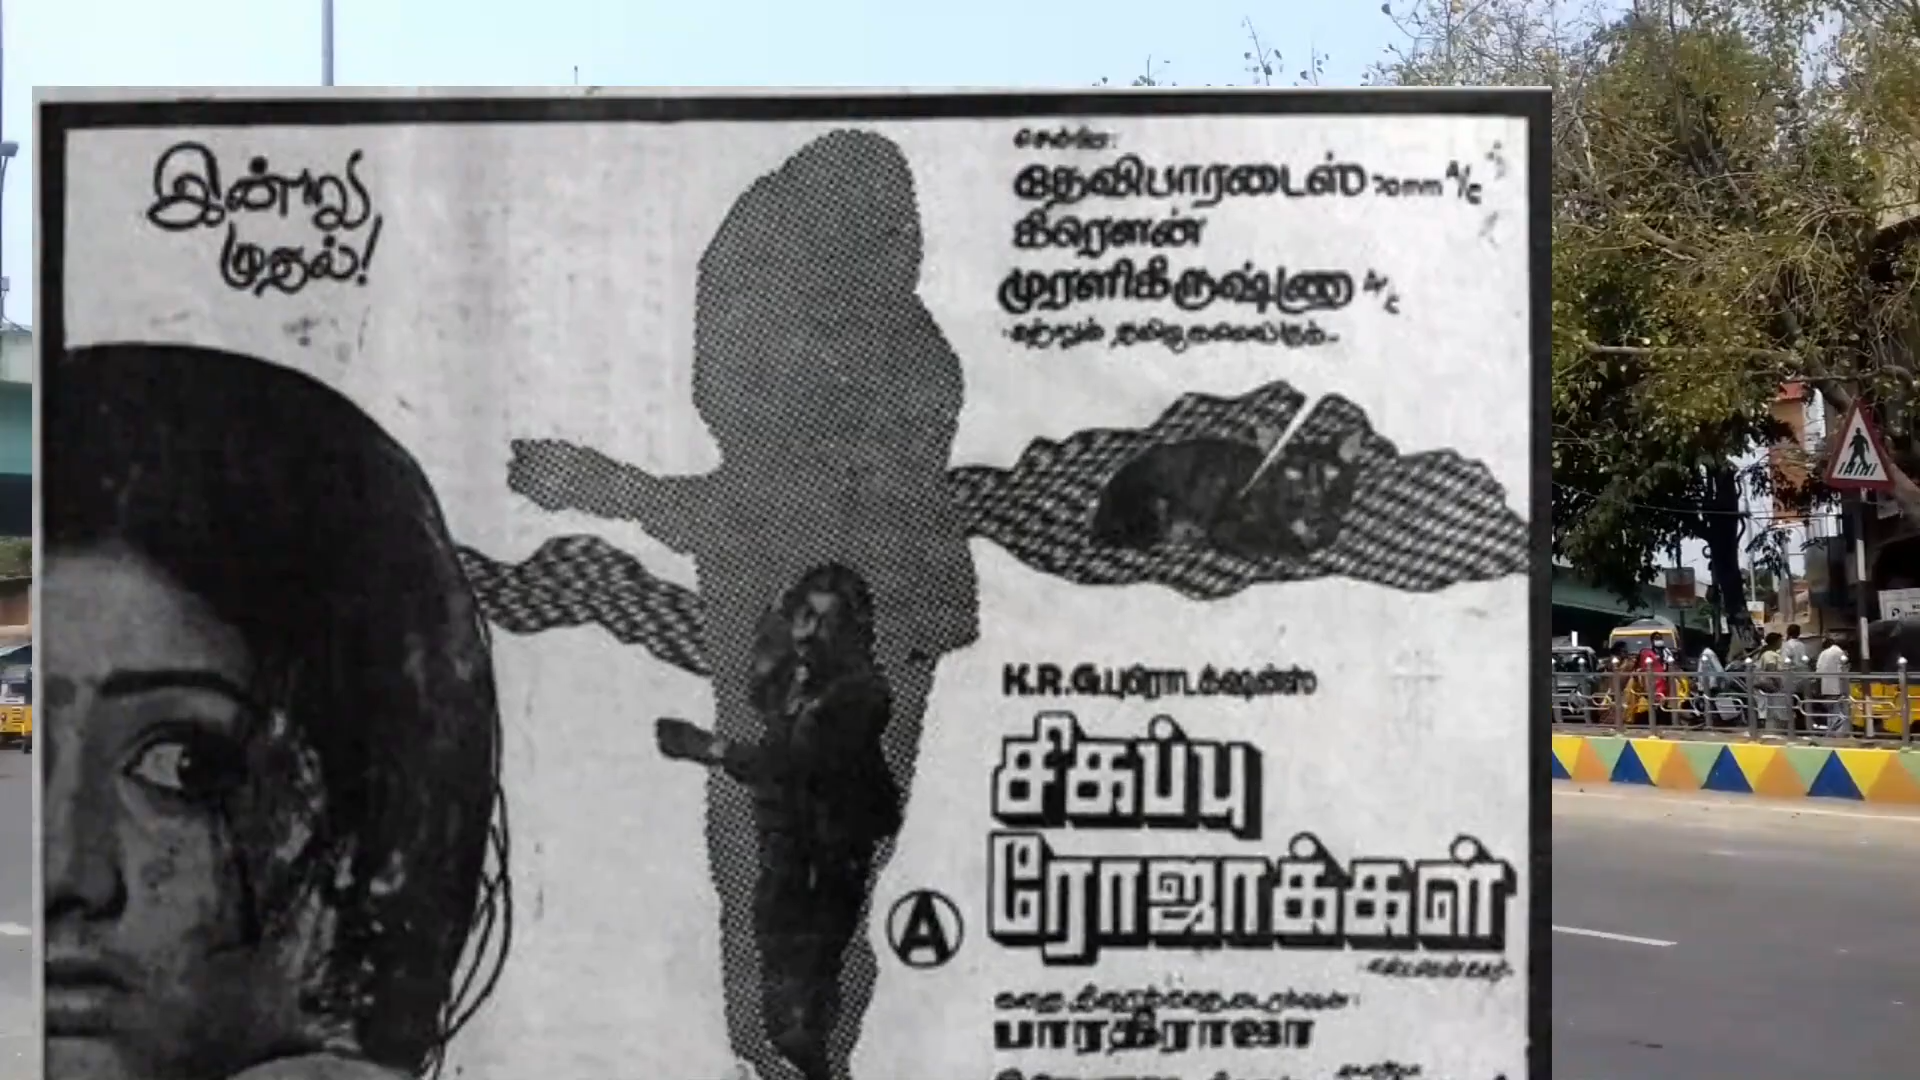 இன்று
முதல்!
சென்னை:
தேவிபாரடைஸ் 70mm A/C
கிரௌன்
முரளிகிருஷ்ணா A/C
K.R.புரொடக்‌ஷன்ஸ்
சிகப்பு
ரோஜாக்கள்
A
பாரதிராஜா